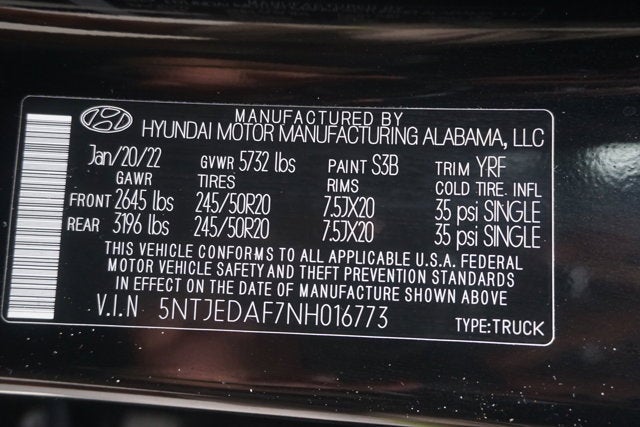 MANUFACTURED BY
HYUNDAI MOTOR MANUFACTURING ALABAMA, LLC
Jan/20/22 GVWR 5732 lbs PAINT S3B TRIM YRF
GAWR TIRES RIMS COLD TIRE. INFL
FRONT 2645 lbs 245/50R20 7.5JX20 35 psi SINGLE
REAR 3196 lbs 245/50R20 7.5JX20 35 psi SINGLE
THIS VEHICLE CONFORMS TO ALL APPLICABLE U.S.A. FEDERAL
MOTOR VEHICLE SAFETY AND THEFT PREVENTION STANDARDS
IN EFFECT ON THE DATE OF MANUFACTURE SHOWN ABOVE
V.I.N 5NTJEDAF7NH016773 TYPE:TRUCK